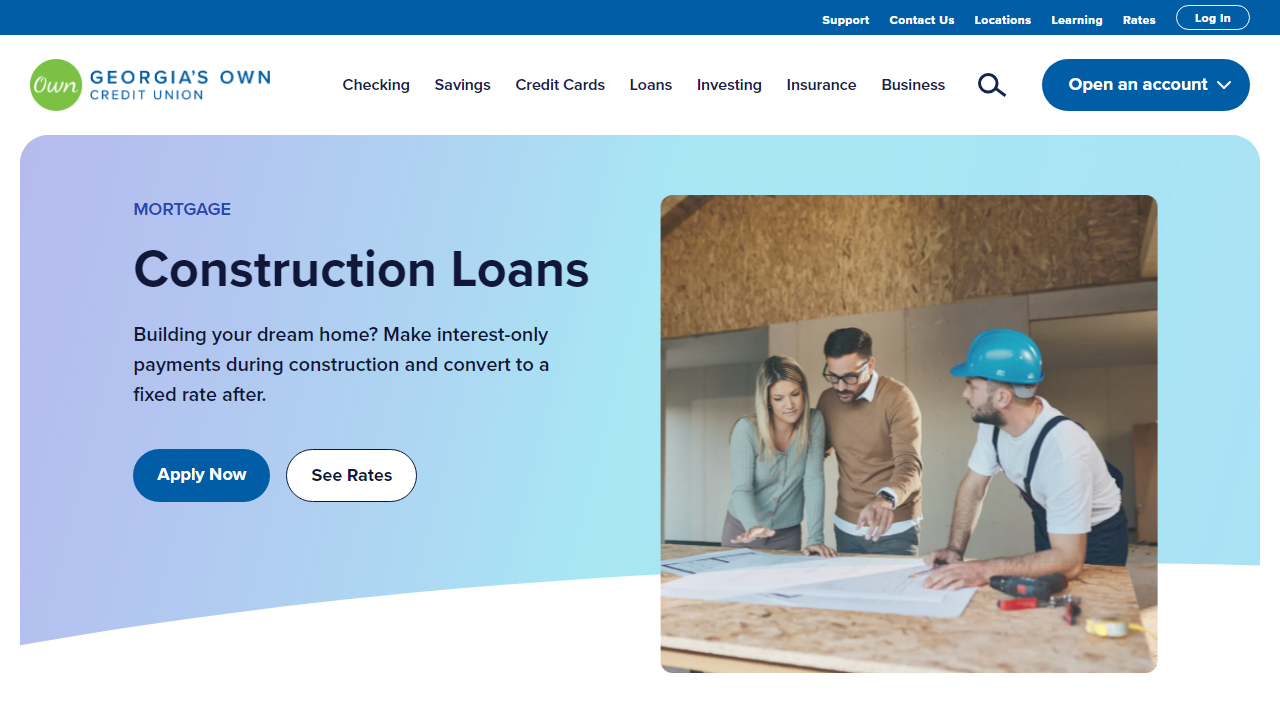 Support Contact Us Locations Learning Rates Log In
Own GEORGIA'S OWN
CREDIT UNION
Checking Savings Credit Cards Loans Investing Insurance Business Open an account
MORTGAGE
Construction Loans
Building your dream home? Make interest-only
payments during construction and convert to a
fixed rate after.
Apply Now See Rates